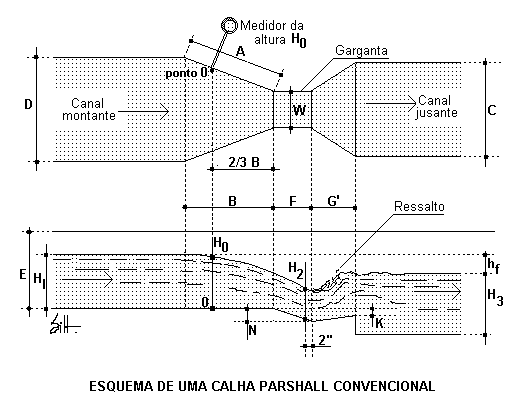 Medidor da
altura H0
A
Garganta
ponto 0
D
Canal
montante
W
Canal
jusante
C
2/3 B
B
F
G'
Ressalto
H0
E
H2
hf
HI
H3
0
N
K
2"
ESQUEMA DE UMA CALHA PARSHALL CONVENCIONAL